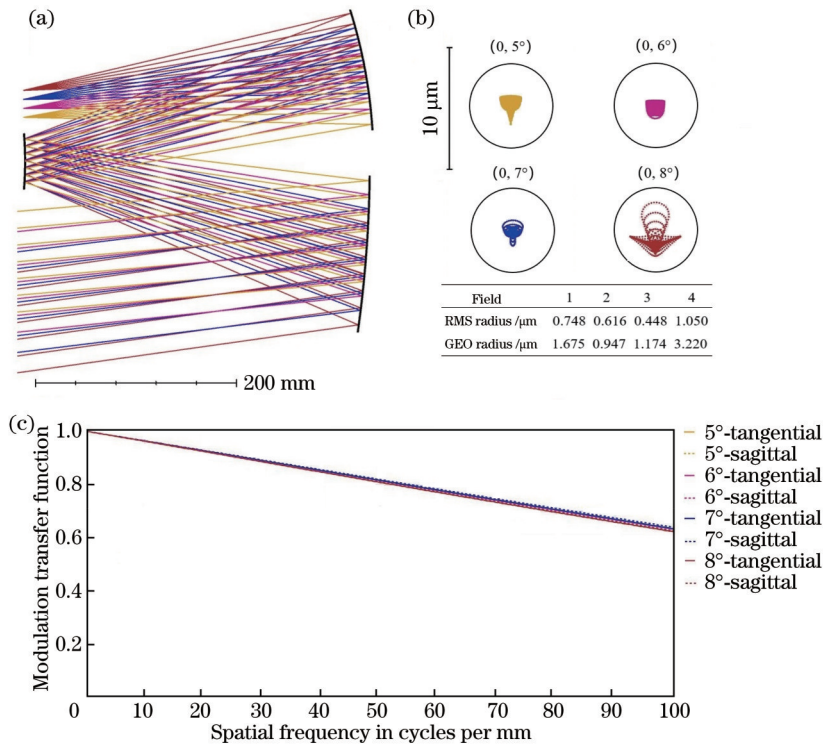 (a)
200 mm
(b)
10 μm
(0, 5°)
(0, 6°)
(0, 7°)
(0, 8°)
Field 1 2 3 4
RMS radius /μm 0.748 0.616 0.448 1.050
GEO radius /μm 1.675 0.947 1.174 3.220
(c)
Modulation transfer function
1.0
0.8
0.6
0.4
0.2
0 10 20 30 40 50 60 70 80 90 100
Spatial frequency in cycles per mm
5°-tangential
5°-sagittal
6°-tangential
6°-sagittal
7°-tangential
7°-sagittal
8°-tangential
8°-sagittal